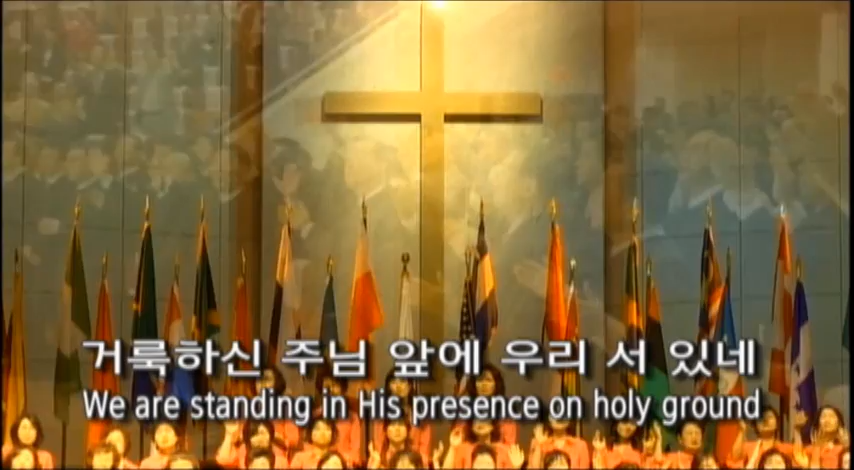 거룩하신 주님 앞에 우리 서 있네
We are standing in His presence on holy ground